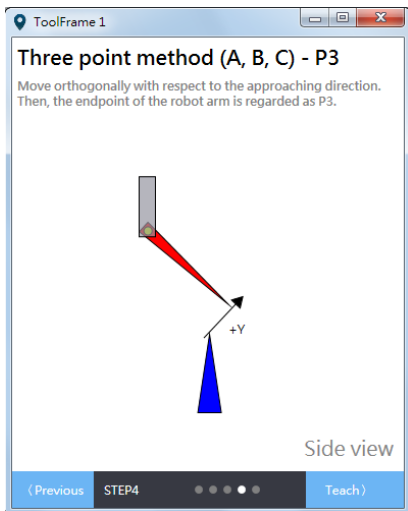 ToolFrame 1
Three point method (A, B, C) - P3
Move orthogonally with respect to the approaching direction.
Then, the endpoint of the robot arm is regarded as P3.
+Y
Side view
〈Previous STEP4 Teach〉